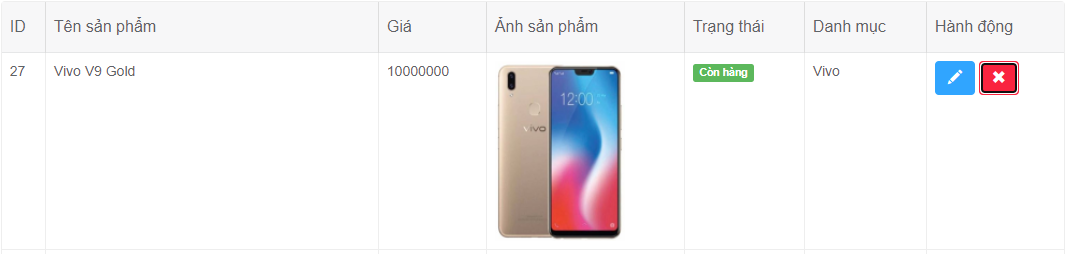 ID Tên sản phẩm Giá Ảnh sản phẩm Trạng thái Danh mục Hành động
27 Vivo V9 Gold 10000000 Còn hàng Vivo
12:00
VIVO